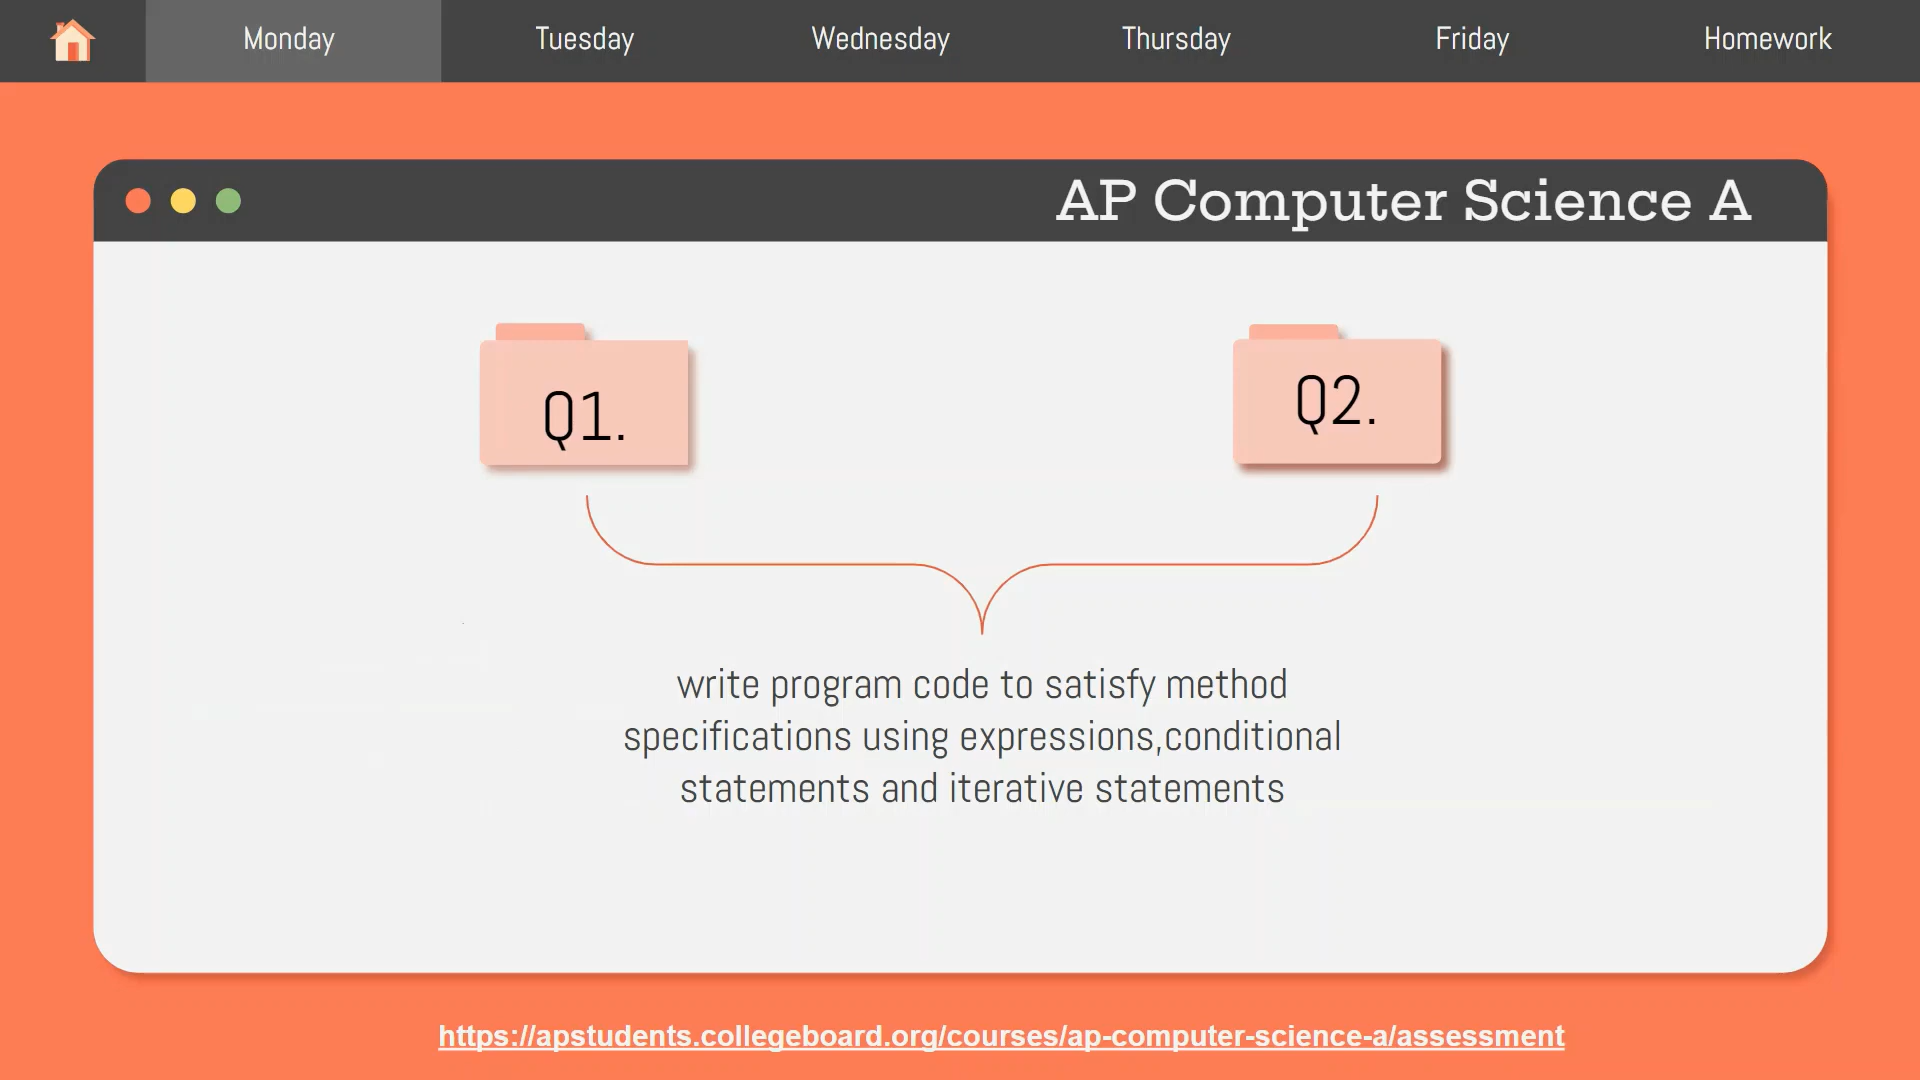 Monday Tuesday Wednesday Thursday Friday Homework
AP Computer Science A
Q1. Q2.
write program code to satisfy method
specifications using expressions,conditional
statements and iterative statements
https://apstudents.collegeboard.org/courses/ap-computer-science-a/assessment